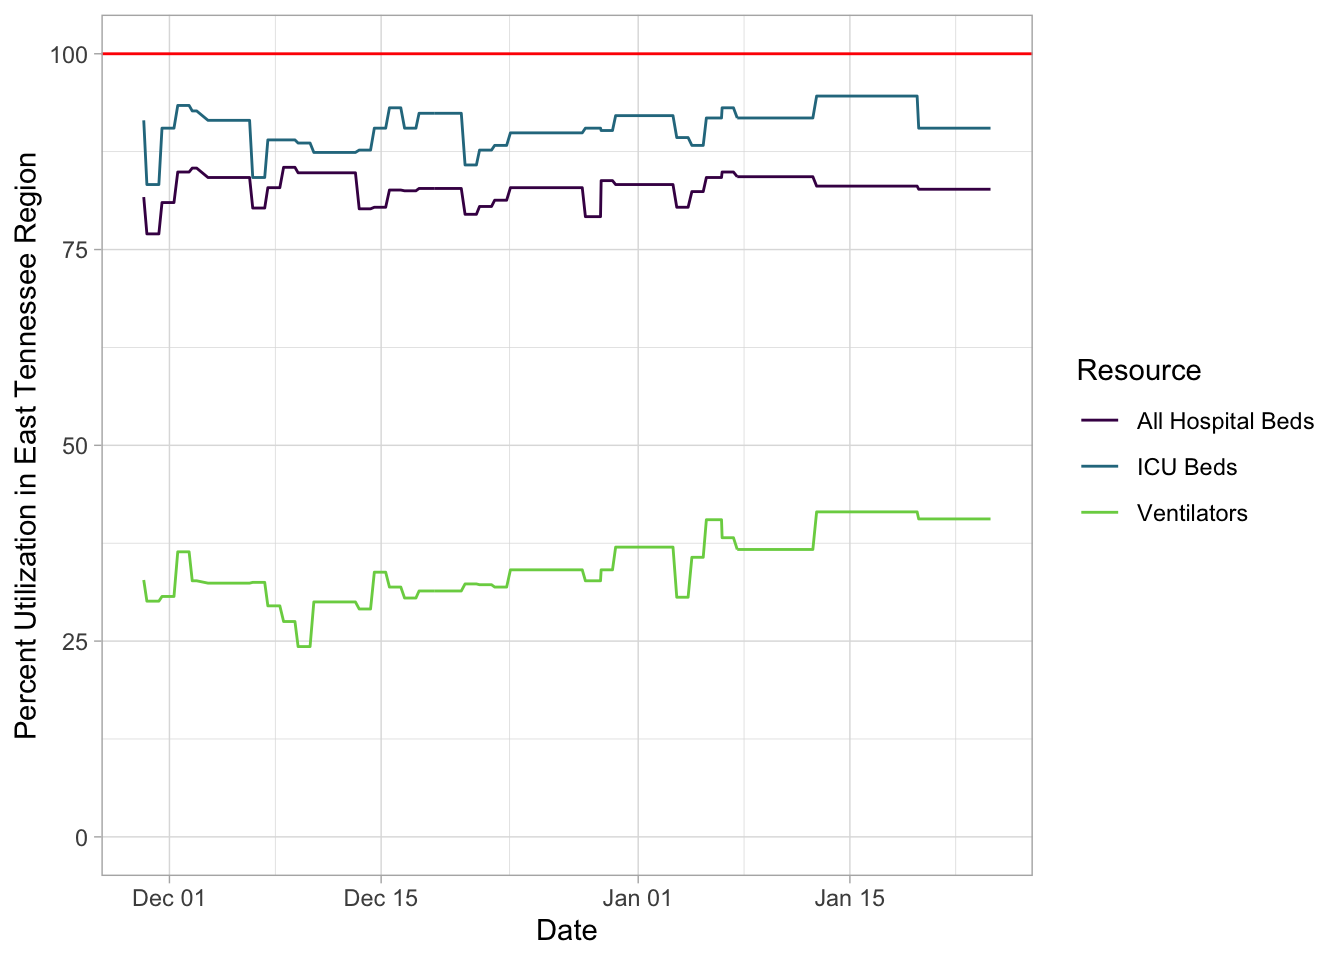 Percent Utilization in East Tennessee Region
100
75
50
25
0
Dec 01
Dec 15
Jan 01
Jan 15
Date
Resource
All Hospital Beds
ICU Beds
Ventilators